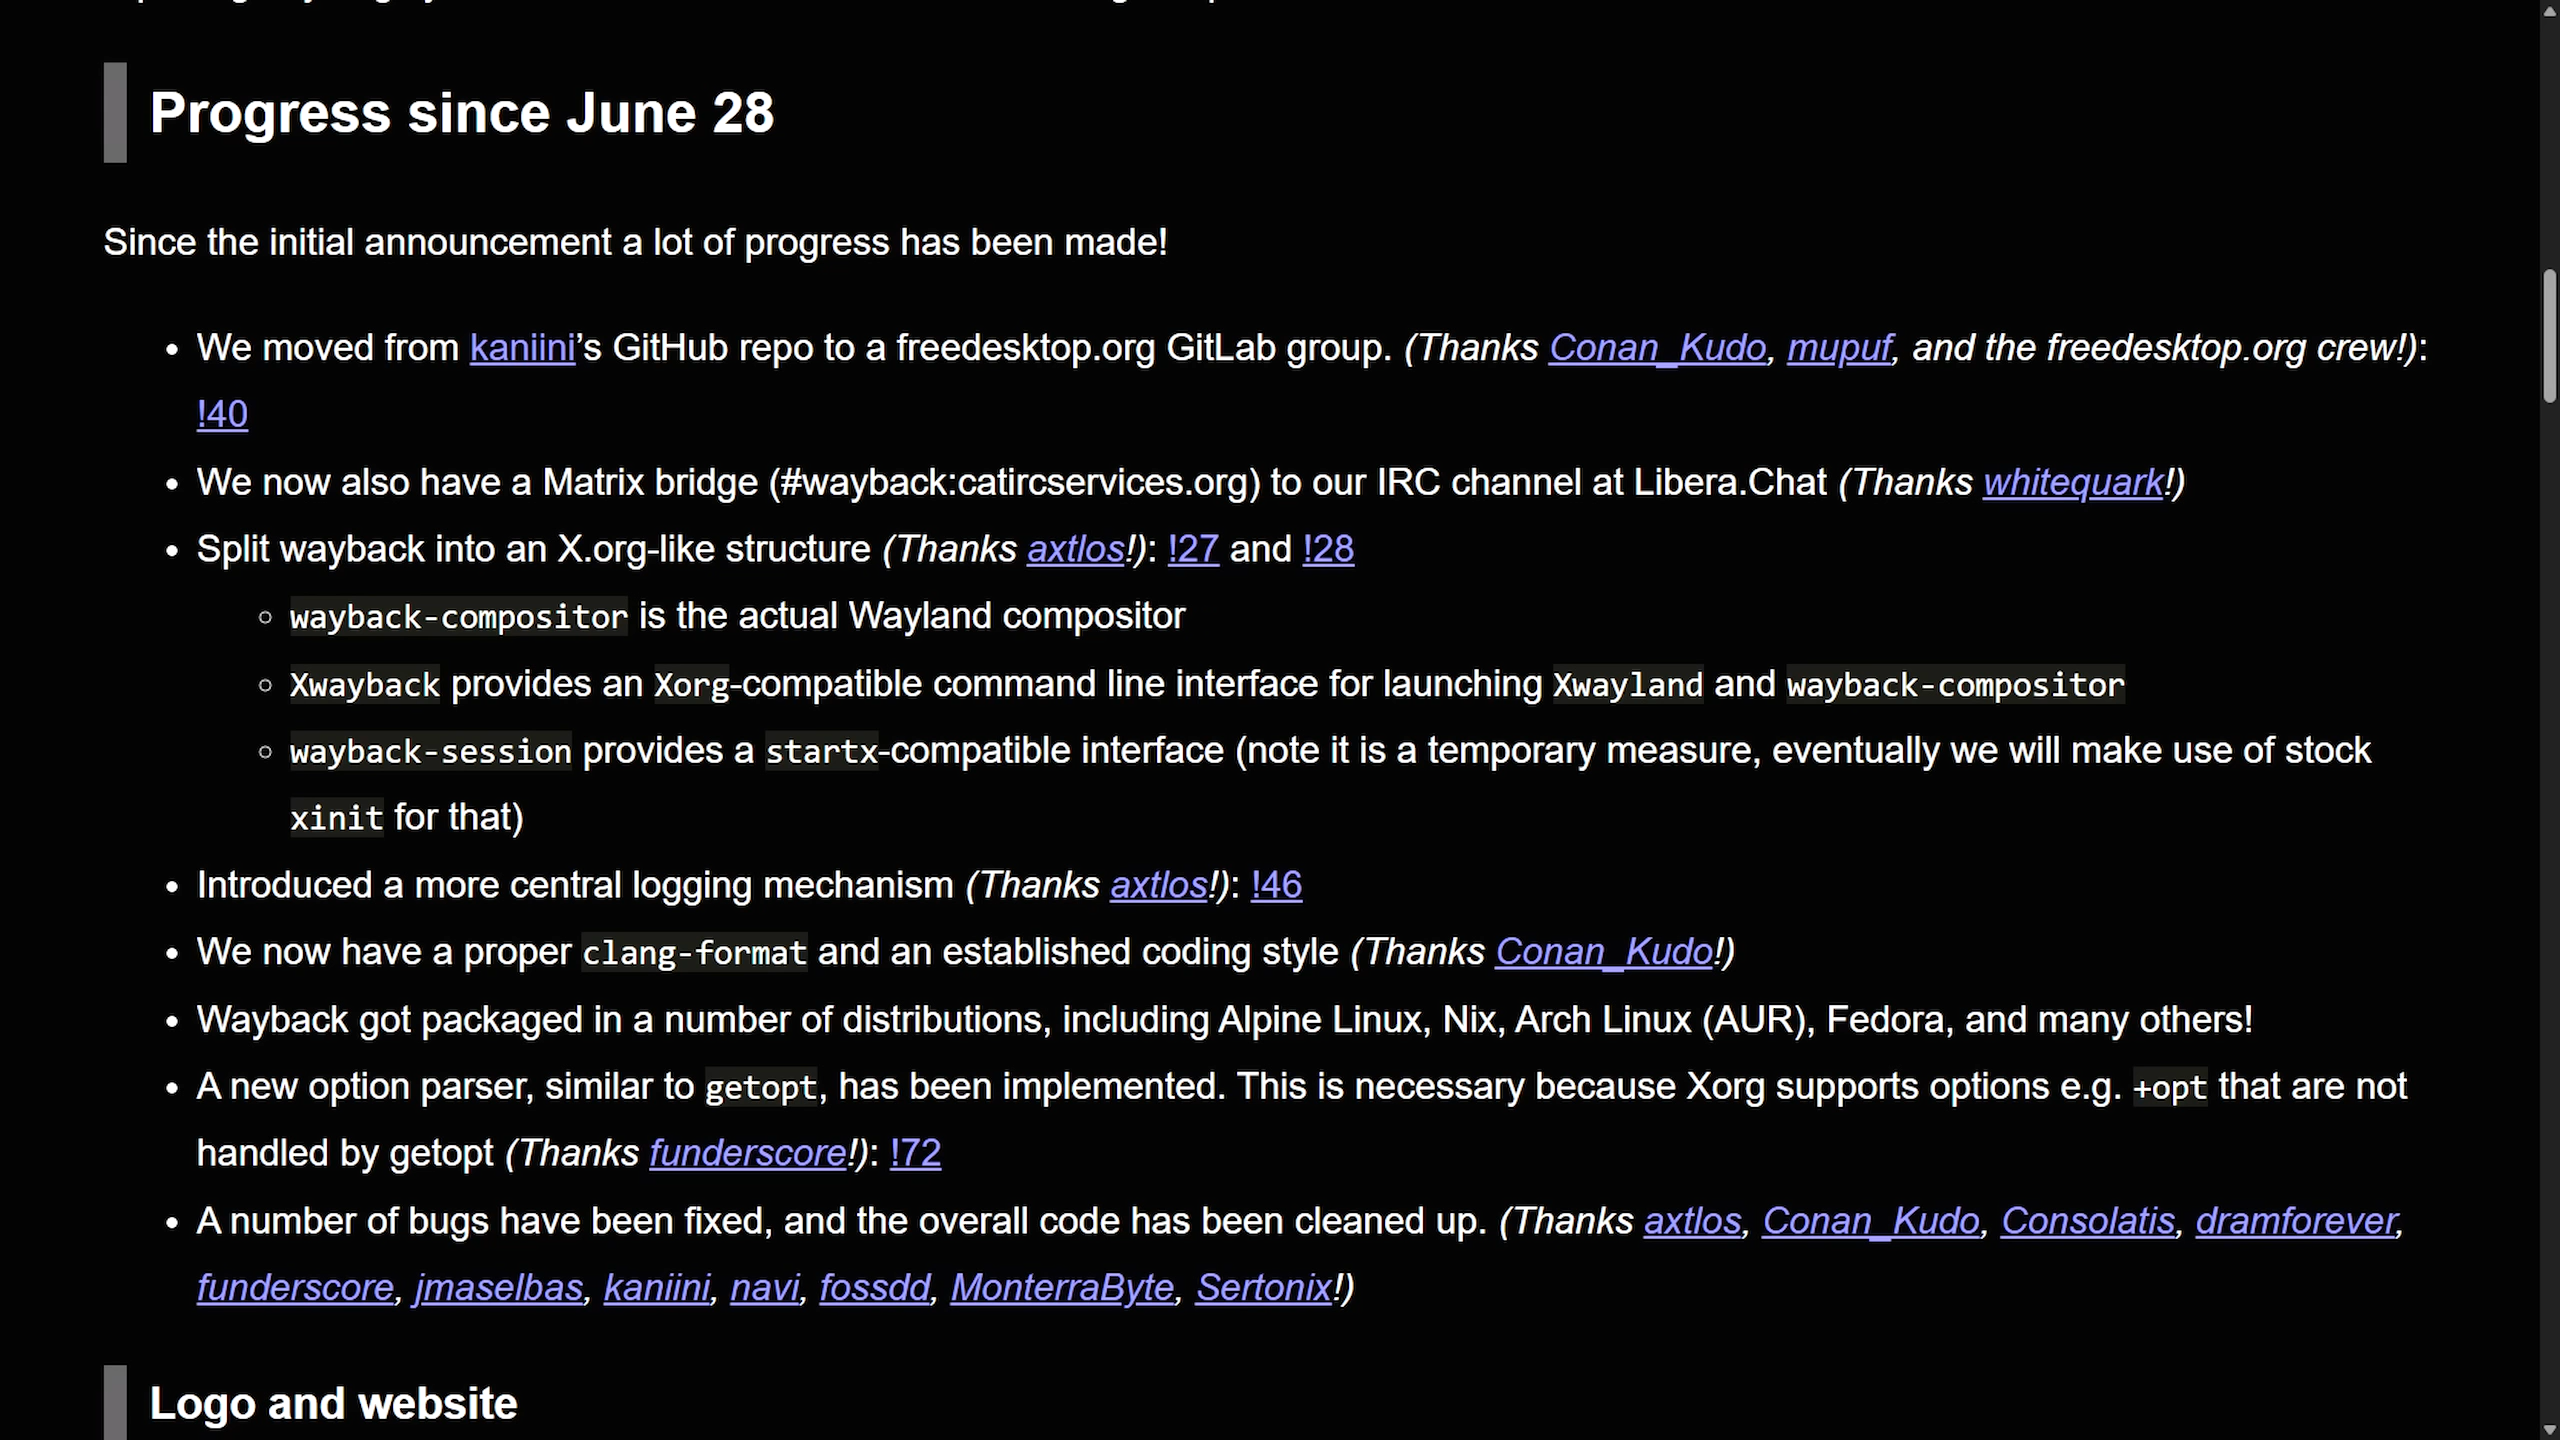 Progress since June 28
Since the initial announcement a lot of progress has been made!
• We moved from kaniini’s GitHub repo to a freedesktop.org GitLab group. (Thanks Conan_Kudo, mupuf, and the freedesktop.org crew!):
!40
• We now also have a Matrix bridge (#wayback:catircservices.org) to our IRC channel at Libera.Chat (Thanks whitequark!)
• Split wayback into an X.org-like structure (Thanks axtlos!): !27 and !28
◦ wayback-compositor is the actual Wayland compositor
◦ Xwayback provides an Xorg-compatible command line interface for launching Xwayland and wayback-compositor
◦ wayback-session provides a startx-compatible interface (note it is a temporary measure, eventually we will make use of stock
xinit for that)
• Introduced a more central logging mechanism (Thanks axtlos!): !46
• We now have a proper clang-format and an established coding style (Thanks Conan_Kudo!)
• Wayback got packaged in a number of distributions, including Alpine Linux, Nix, Arch Linux (AUR), Fedora, and many others!
• A new option parser, similar to getopt, has been implemented. This is necessary because Xorg supports options e.g. +opt that are not
handled by getopt (Thanks funderscore!): !72
• A number of bugs have been fixed, and the overall code has been cleaned up. (Thanks axtlos, Conan_Kudo, Consolatis, dramforever,
funderscore, jmaselbas, kaniini, navi, fossdd, MonterraByte, Sertonix!)
Logo and website